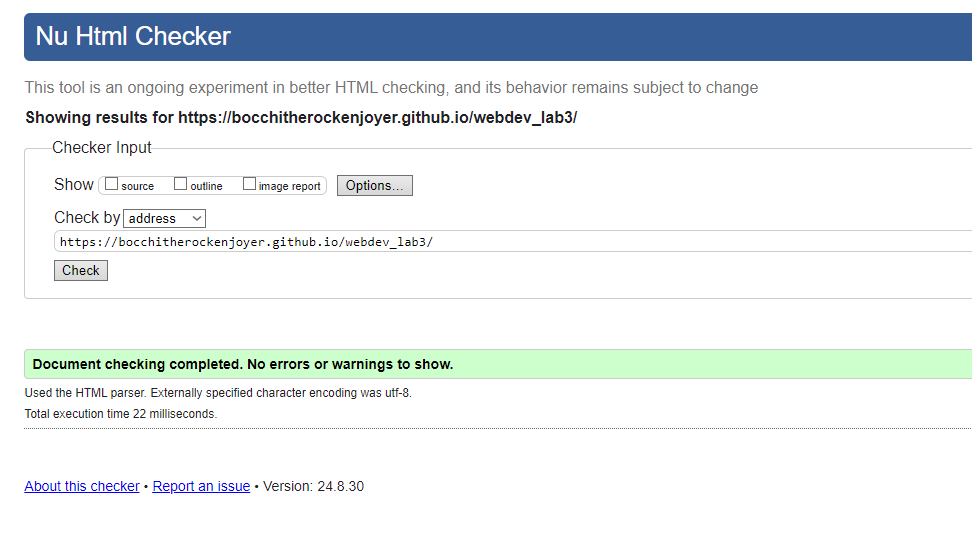 Nu Html Checker
This tool is an ongoing experiment in better HTML checking, and its behavior remains subject to change
Showing results for https://bocchitherockenjoyer.github.io/webdev_lab3/
Checker Input
Show source outline image report Options...
Check by address
https://bocchitherockenjoyer.github.io/webdev_lab3/
Check
Document checking completed. No errors or warnings to show.
Used the HTML parser. Externally specified character encoding was utf-8.
Total execution time 22 milliseconds.
About this checker • Report an issue • Version: 24.8.30